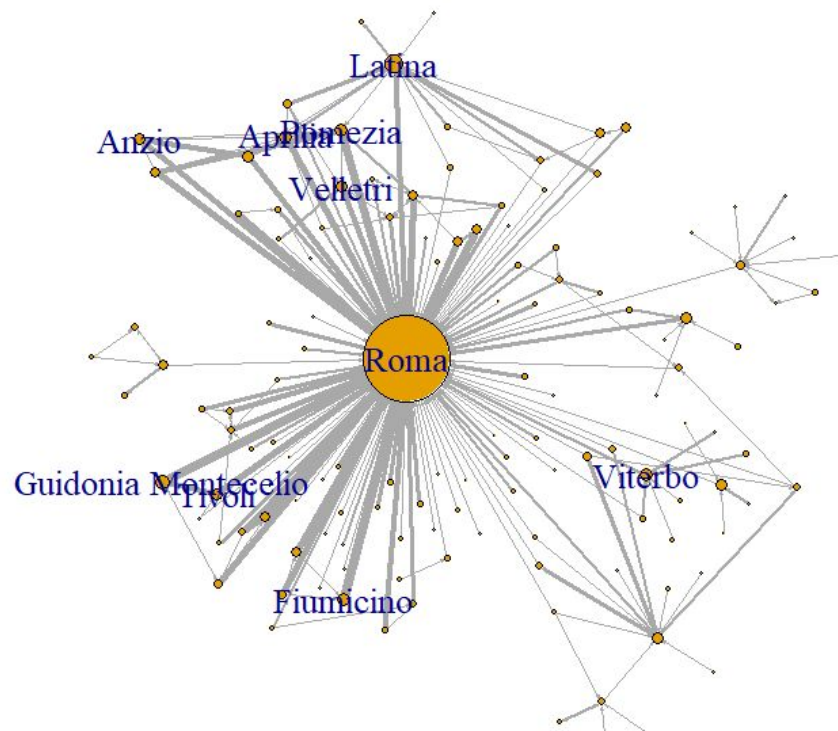 Latina
Anzio
Aprilia
Pomezia
Velletri
Roma
Guidonia Montecelio
Tivoli
Viterbo
Fiumicino